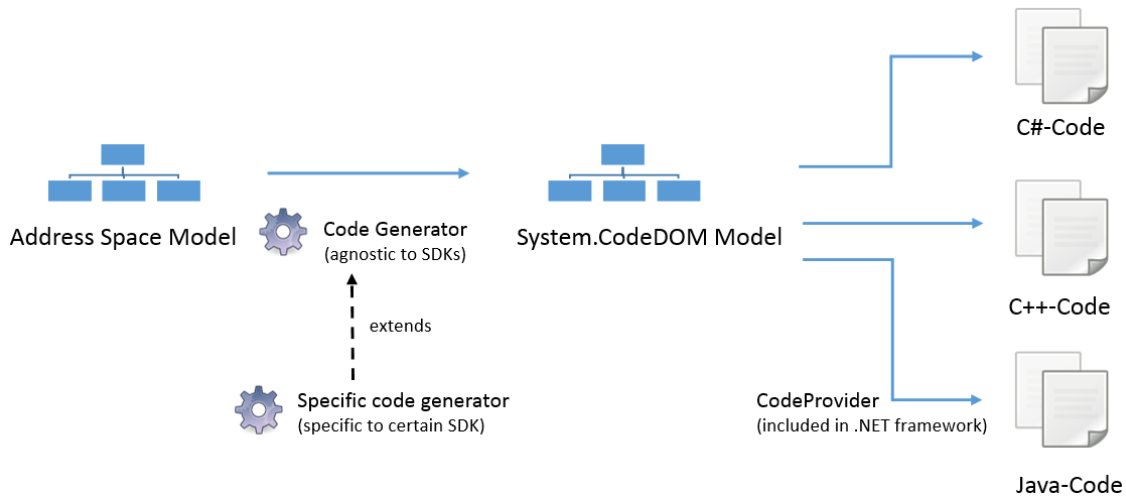 C#-Code
Address Space Model
Code Generator
(agnostic to SDKs)
System.CodeDOM Model
C++-Code
extends
Specific code generator
(specific to certain SDK)
CodeProvider
(included in .NET framework)
Java-Code